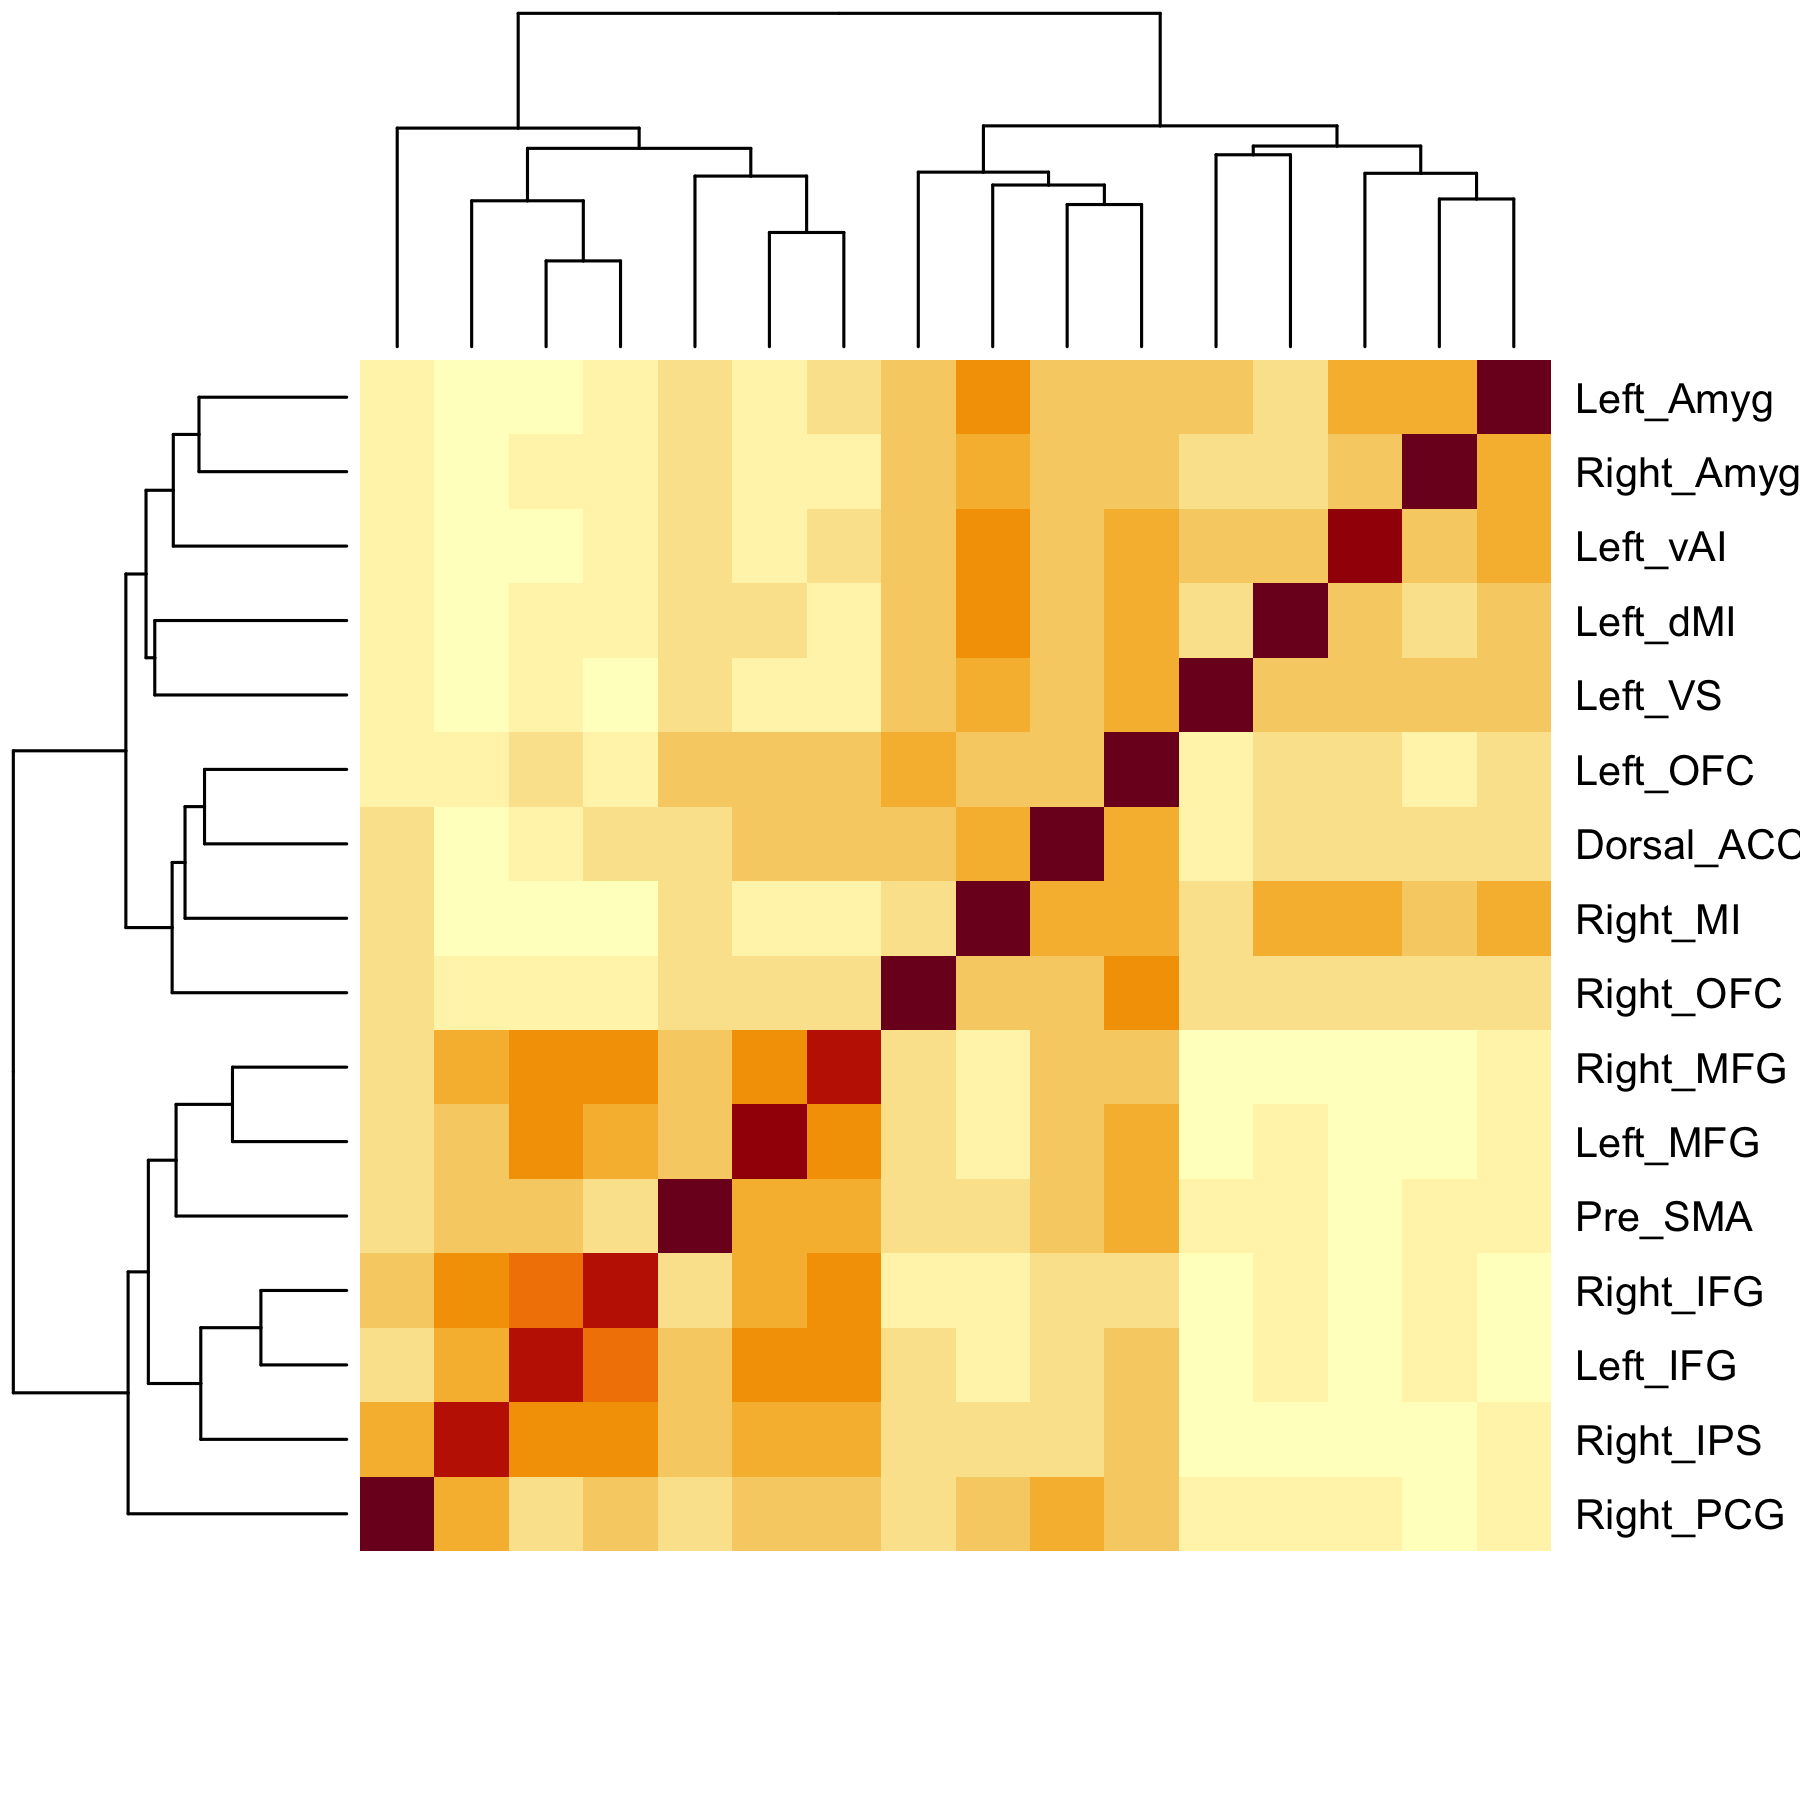 Left_Amyg
Right_Amyg
Left_vAI
Left_dMI
Left_VS
Left_OFC
Dorsal_ACC
Right_MI
Right_OFC
Right_MFG
Left_MFG
Pre_SMA
Right_IFG
Left_IFG
Right_IPS
Right_PCG